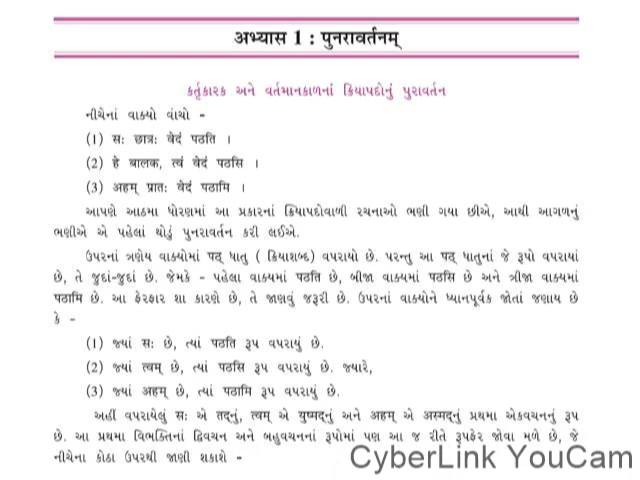 अभ्यास 1 : पुनरावर्तनम्
કર્તૃકારક અને વર્તમાનકાળનાં ક્રિયાપદોનું પુરાવર્તન
નીચેનાં વાક્યો વાંચો -
(1) सः छात्रः वेदं पठति ।
(2) हे बालक, त्वं वेदं पठसि ।
(3) अहम् प्रातः वेदं पठामि ।
આપણે આઠમા ધોરણમાં આ પ્રકારનાં ક્રિયાપદોવાળી રચનાઓ ભણી ગયા છીએ, આથી આગળનું
ભણીએ એ પહેલાં થોડું પુનરાવર્તન કરી લઈએ.
ઉપરનાં ત્રણેય વાક્યોમાં पठ् ધાતુ ( ક્રિયાશબ્દ) વપરાયો છે. પરન્તુ આ पठ् ધાતુનાં જે રૂપો વપરાયાં
છે, તે જુદાં-જુદાં છે. જેમકે - પહેલા વાક્યમાં पठति છે, બીજા વાક્યમાં पठसि છે અને ત્રીજા વાક્યમાં
पठामि છે. આ ફેરફાર શા કારણે છે, તે જાણવું જરૂરી છે. ઉપરનાં વાક્યોને ધ્યાનપૂર્વક જોતાં જણાય છે
કે -
(1) જ્યાં सः છે, ત્યાં पठति રૂપ વપરાયું છે.
(2) જ્યાં त्वम् છે, ત્યાં पठसि રૂપ વપરાયું છે. જ્યારે,
(3) જ્યાં अहम् છે, ત્યાં पठामि રૂપ વપરાયું છે.
અહીં વપરાયેલું सः એ तद्નું, त्वम् એ युष्मद्નું અને अहम् એ अस्मद्નું પ્રથમા એકવચનનું રૂપ
છે. આ પ્રથમા વિભક્તિનાં દ્વિવચન અને બહુવચનનાં રૂપોમાં પણ આ જ રીતે રૂપફેર જોવા મળે છે, જે
નીચેના કોઠા ઉપરથી જાણી શકાશે -
CyberLink YouCam